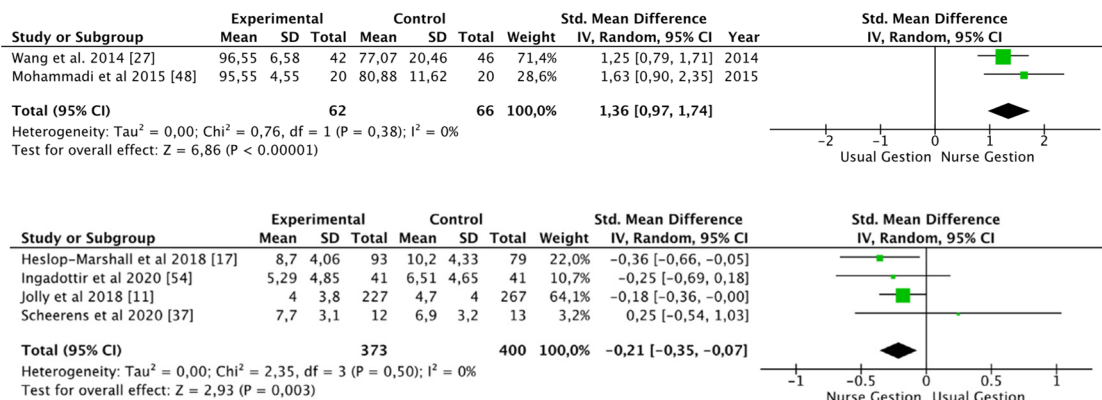 Experimental Control Std. Mean Difference Std. Mean Difference
Study or Subgroup Mean SD Total Mean SD Total Weight IV, Random, 95% CI Year IV, Random, 95% CI
Wang et al. 2014 [27] 96,55 6,58 42 77,07 20,46 46 71,4% 1,25 [0,79, 1,71] 2014
Mohammadi et al 2015 [48] 95,55 4,55 20 80,88 11,62 20 28,6% 1,63 [0,90, 2,35] 2015
Total (95% CI) 62 66 100,0% 1,36 [0,97, 1,74]
Heterogeneity: Tau² = 0,00; Chi² = 0,76, df = 1 (P = 0,38); I² = 0%
Test for overall effect: Z = 6,86 (P < 0.00001)
-2 -1 0 1 2
Usual Gestion Nurse Gestion
Experimental Control Std. Mean Difference Std. Mean Difference
Study or Subgroup Mean SD Total Mean SD Total Weight IV, Random, 95% CI IV, Random, 95% CI
Heslop-Marshall et al 2018 [17] 8,7 4,06 93 10,2 4,33 79 22,0% -0,36 [-0,66, -0,05]
Ingadottir et al 2020 [54] 5,29 4,85 41 6,51 4,65 41 10,7% -0,25 [-0,69, 0,18]
Jolly et al 2018 [11] 4 3,8 227 4,7 4 267 64,1% -0,18 [-0,36, -0,00]
Scheerens et al 2020 [37] 7,7 3,1 12 6,9 3,2 13 3,2% 0,25 [-0,54, 1,03]
Total (95% CI) 373 400 100,0% -0,21 [-0,35, -0,07]
Heterogeneity: Tau² = 0,00; Chi² = 2,35, df = 3 (P = 0,50); I² = 0%
Test for overall effect: Z = 2,93 (P = 0,003)
-1 -0.5 0 0.5 1
Nurse Gestion Usual Gestion